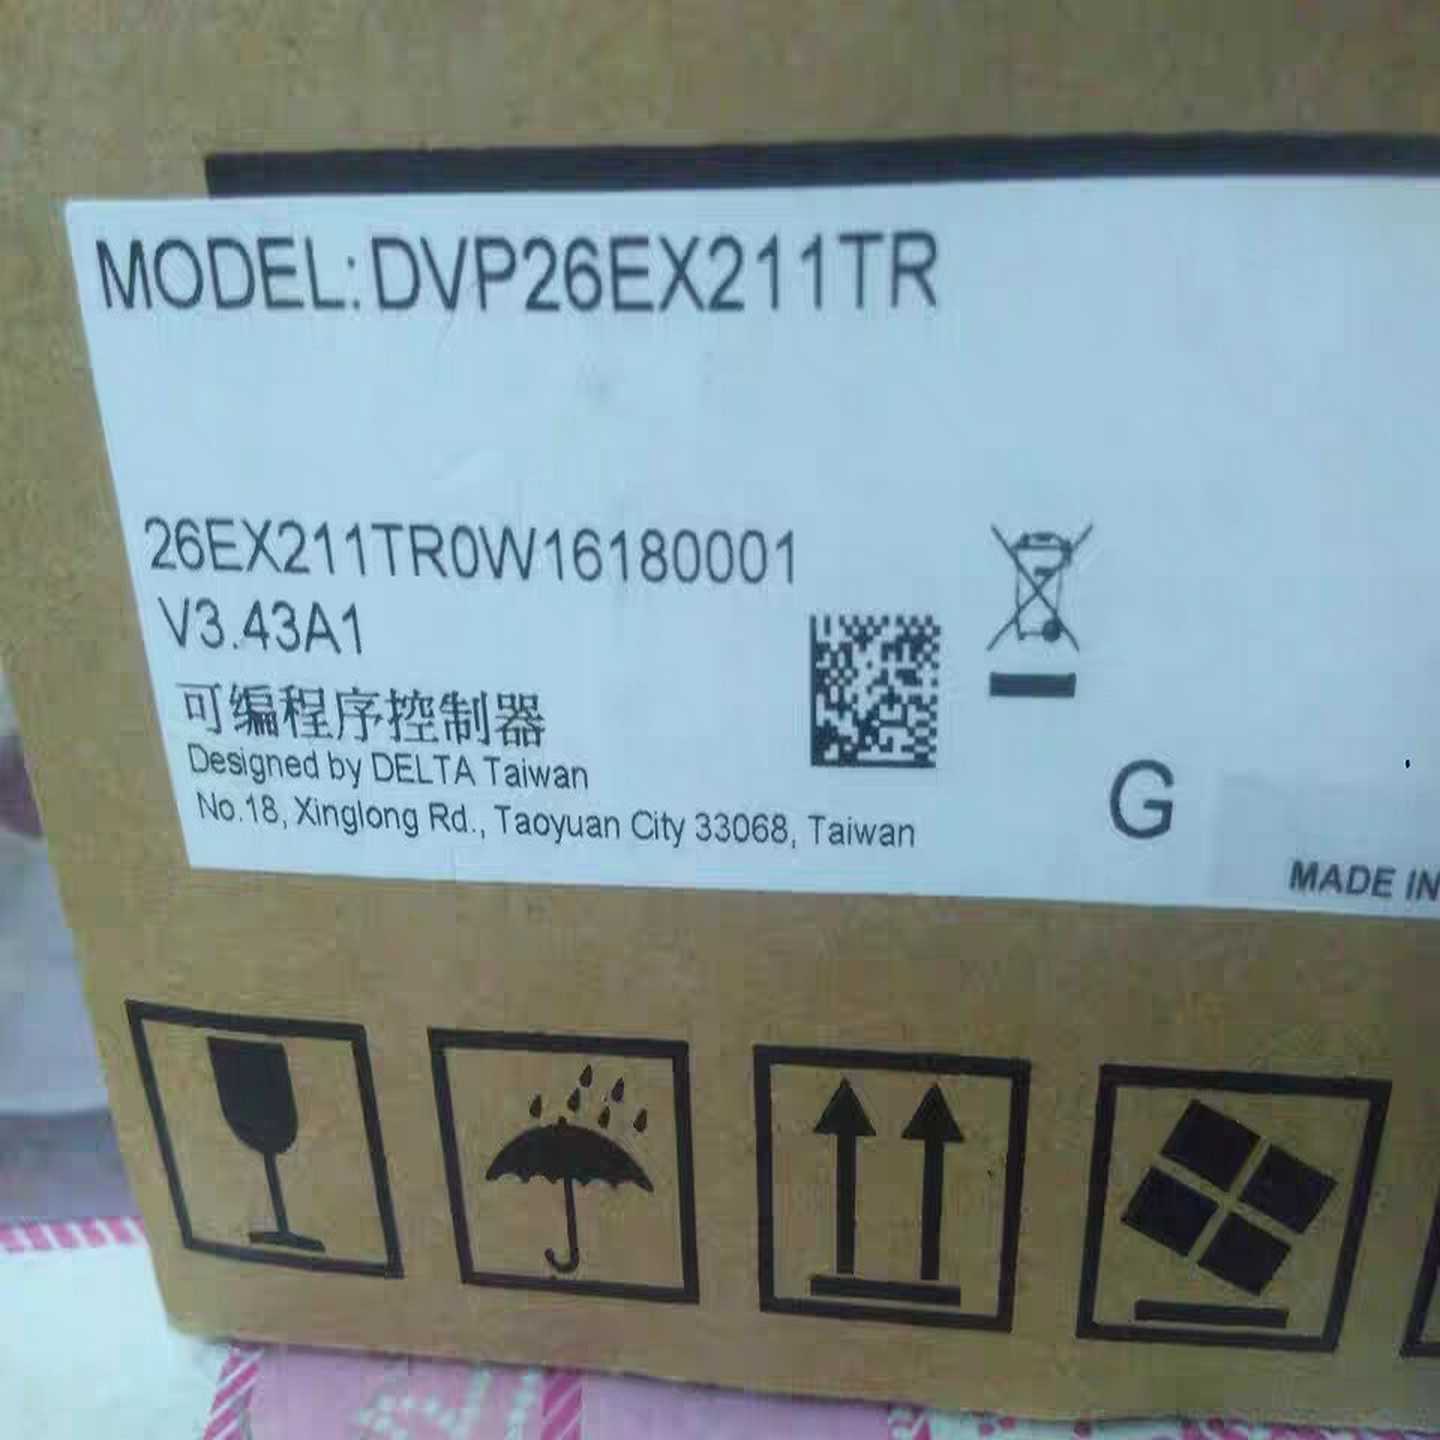 MODEL:DVP26EX211TR
26EX211TR0W16180001
V3.43A1
可编程序控制器
Designed by DELTA Taiwan
No.18, Xinglong Rd., Taoyuan City 33068, Taiwan
G
MADE IN